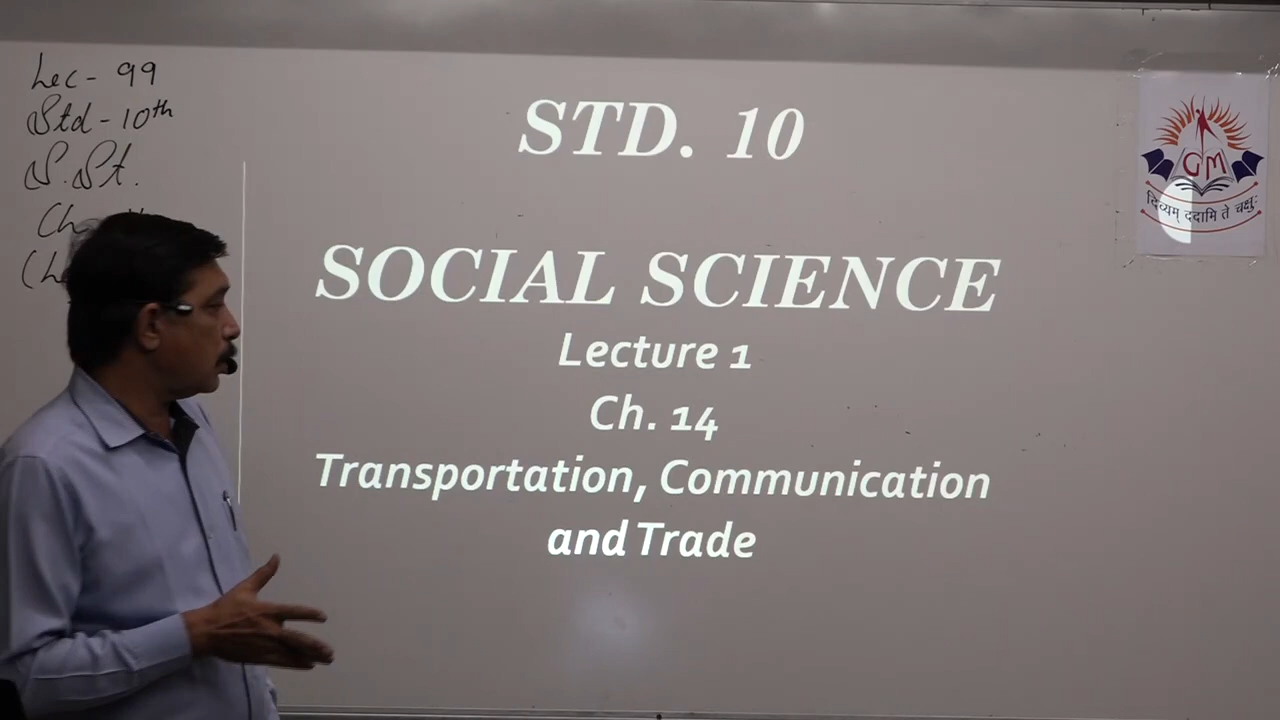 Lec - 99
Std - 10th
S.St.
Ch
STD. 10
SOCIAL SCIENCE
Lecture 1
Ch. 14
Transportation, Communication
and Trade
GM
दिव्यम् ददामि ते चक्षुः